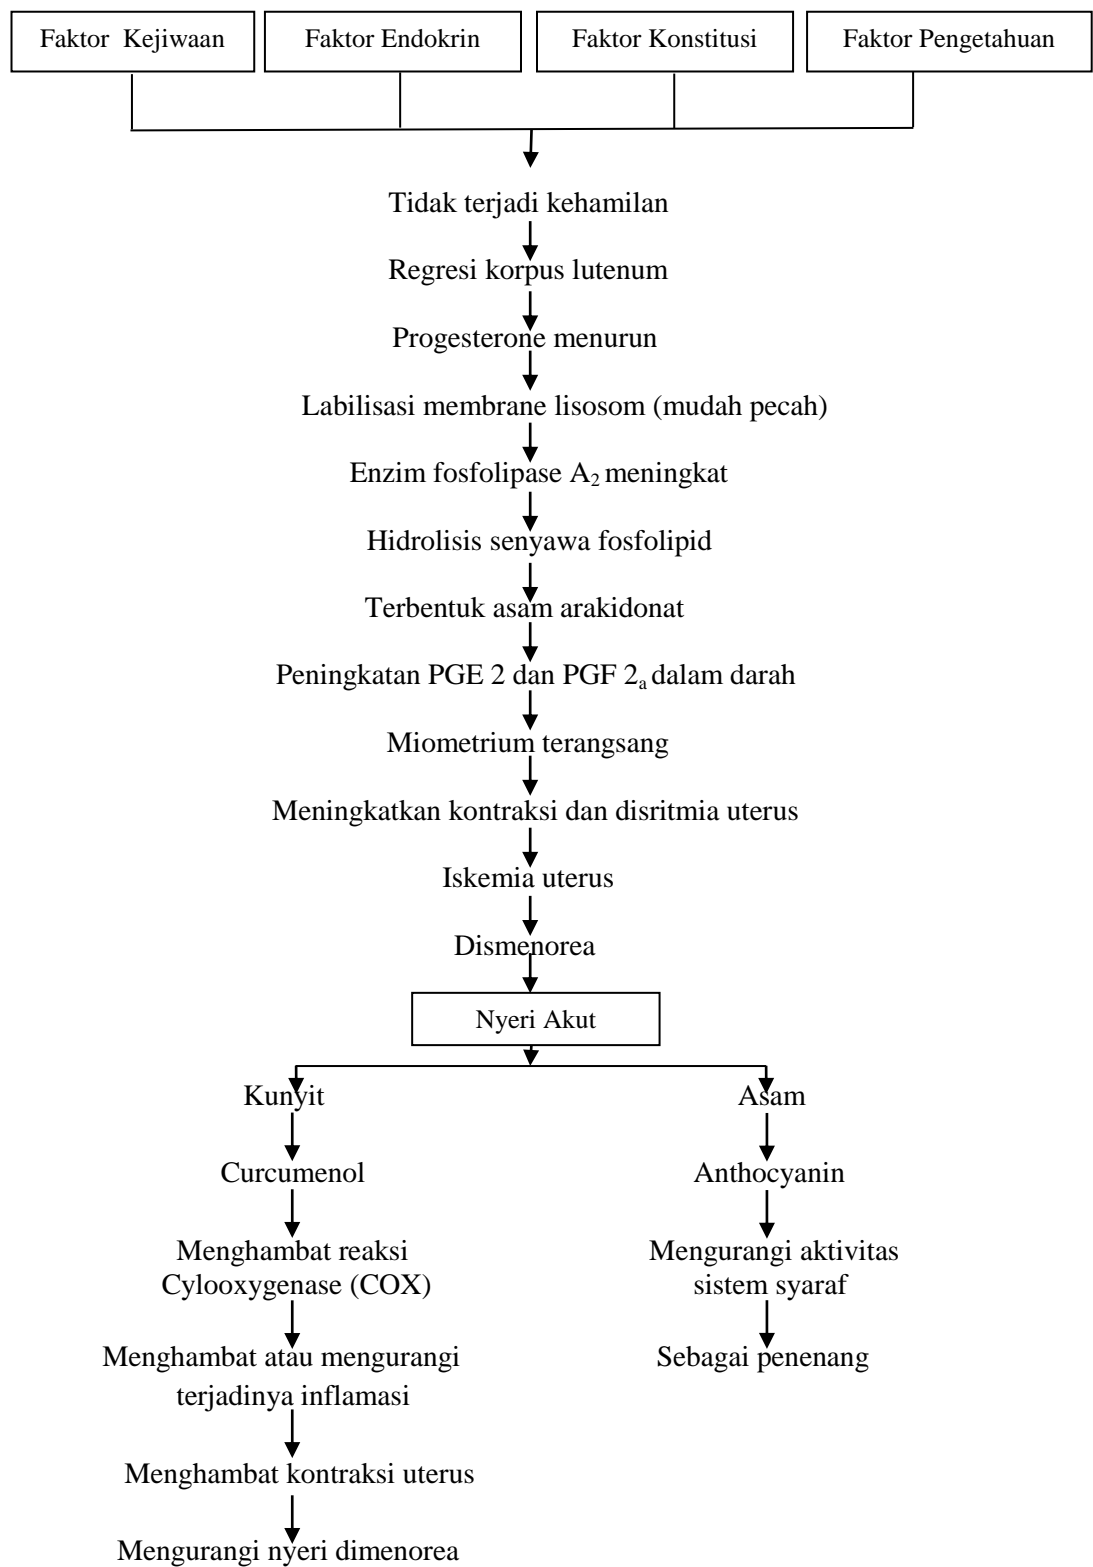 Faktor Kejiwaan
Faktor Endokrin
Faktor Konstitusi
Faktor Pengetahuan
Tidak terjadi kehamilan
Regresi korpus lutenum
Progesterone menurun
Labilisasi membrane lisosom (mudah pecah)
Enzim fosfolipase A₂ meningkat
Hidrolisis senyawa fosfolipid
Terbentuk asam arakidonat
Peningkatan PGE 2 dan PGF 2ₐ dalam darah
Miometrium terangsang
Meningkatkan kontraksi dan disritmia uterus
Iskemia uterus
Dismenorea
Nyeri Akut
Kunyit
Asam
Curcumenol
Anthocyanin
Menghambat reaksi
Cylooxygenase (COX)
Mengurangi aktivitas
sistem syaraf
Menghambat atau mengurangi
terjadinya inflamasi
Sebagai penenang
Menghambat kontraksi uterus
Mengurangi nyeri dimenorea